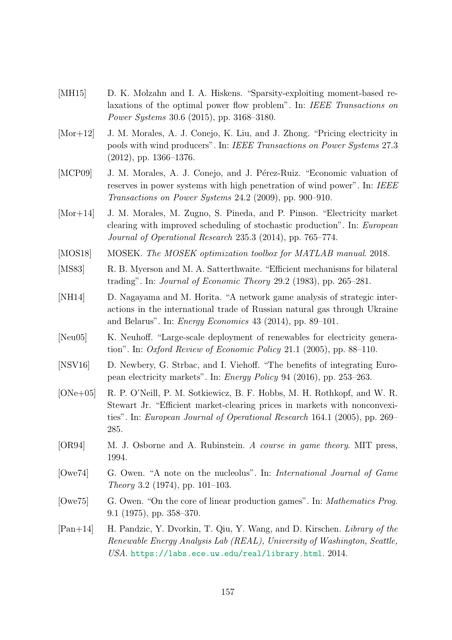 [MH15] D. K. Molzahn and I. A. Hiskens. “Sparsity-exploiting moment-based re-
laxations of the optimal power flow problem”. In: IEEE Transactions on
Power Systems 30.6 (2015), pp. 3168–3180.
[Mor+12] J. M. Morales, A. J. Conejo, K. Liu, and J. Zhong. “Pricing electricity in
pools with wind producers”. In: IEEE Transactions on Power Systems 27.3
(2012), pp. 1366–1376.
[MCP09] J. M. Morales, A. J. Conejo, and J. Pérez-Ruiz. “Economic valuation of
reserves in power systems with high penetration of wind power”. In: IEEE
Transactions on Power Systems 24.2 (2009), pp. 900–910.
[Mor+14] J. M. Morales, M. Zugno, S. Pineda, and P. Pinson. “Electricity market
clearing with improved scheduling of stochastic production”. In: European
Journal of Operational Research 235.3 (2014), pp. 765–774.
[MOS18] MOSEK. The MOSEK optimization toolbox for MATLAB manual. 2018.
[MS83] R. B. Myerson and M. A. Satterthwaite. “Efficient mechanisms for bilateral
trading”. In: Journal of Economic Theory 29.2 (1983), pp. 265–281.
[NH14] D. Nagayama and M. Horita. “A network game analysis of strategic inter-
actions in the international trade of Russian natural gas through Ukraine
and Belarus”. In: Energy Economics 43 (2014), pp. 89–101.
[Neu05] K. Neuhoff. “Large-scale deployment of renewables for electricity genera-
tion”. In: Oxford Review of Economic Policy 21.1 (2005), pp. 88–110.
[NSV16] D. Newbery, G. Strbac, and I. Viehoff. “The benefits of integrating Euro-
pean electricity markets”. In: Energy Policy 94 (2016), pp. 253–263.
[ONe+05] R. P. O’Neill, P. M. Sotkiewicz, B. F. Hobbs, M. H. Rothkopf, and W. R.
Stewart Jr. “Efficient market-clearing prices in markets with nonconvexi-
ties”. In: European Journal of Operational Research 164.1 (2005), pp. 269–
285.
[OR94] M. J. Osborne and A. Rubinstein. A course in game theory. MIT press,
1994.
[Owe74] G. Owen. “A note on the nucleolus”. In: International Journal of Game
Theory 3.2 (1974), pp. 101–103.
[Owe75] G. Owen. “On the core of linear production games”. In: Mathematics Prog.
9.1 (1975), pp. 358–370.
[Pan+14] H. Pandzic, Y. Dvorkin, T. Qiu, Y. Wang, and D. Kirschen. Library of the
Renewable Energy Analysis Lab (REAL), University of Washington, Seattle,
USA. https://labs.ece.uw.edu/real/library.html. 2014.
157